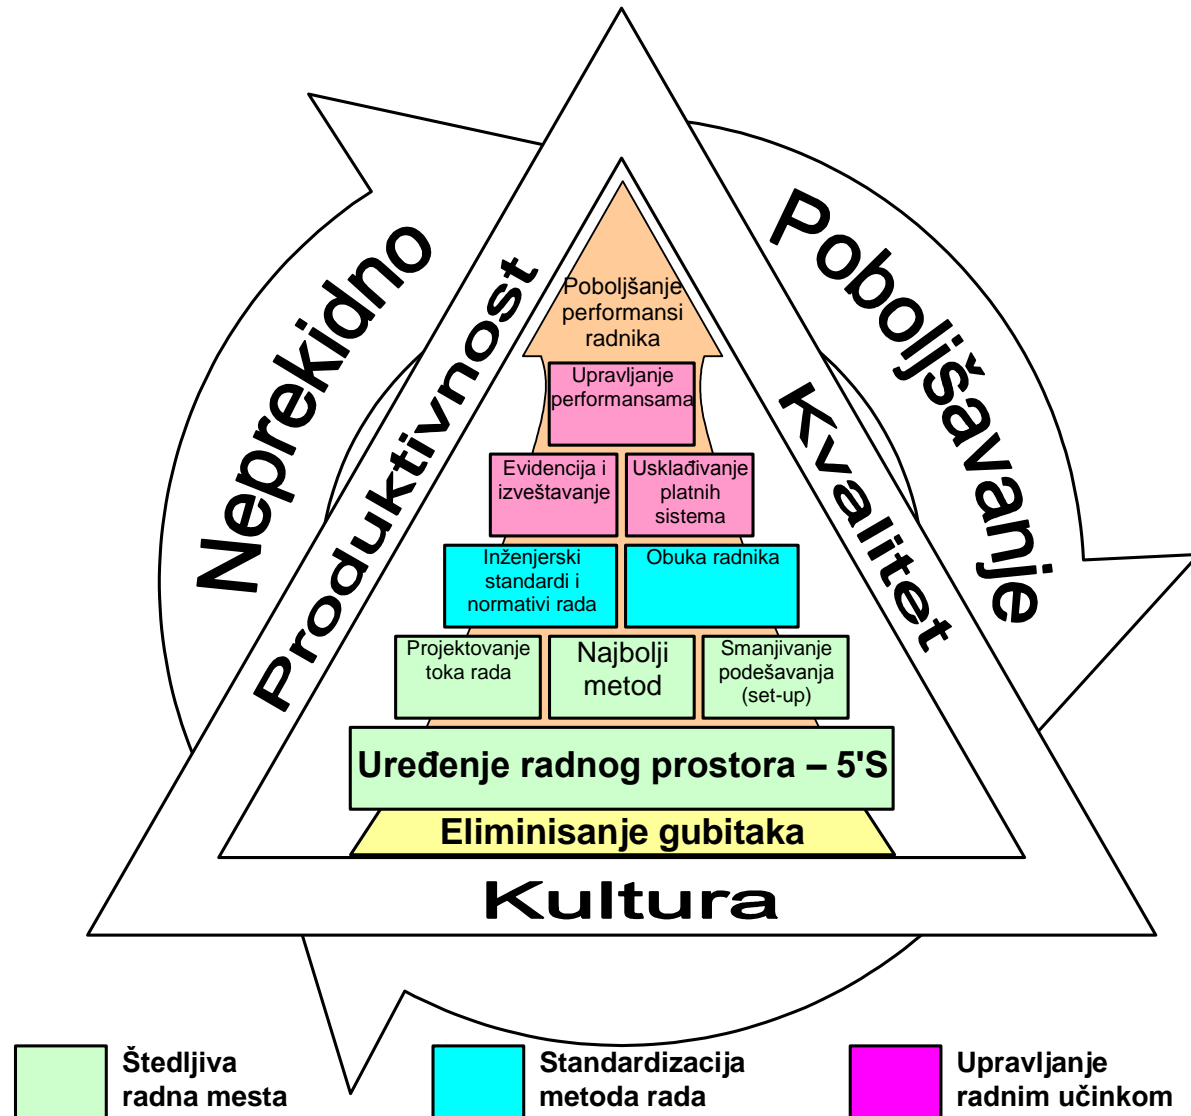 Neprekidno
Poboljšavanje
Produktivnost
Kvalitet
Poboljšanje
performansi
radnika
Upravljanje
performansama
Evidencija i
izveštavanje
Usklađivanje
platnih
sistema
Inženjerski
standardi i
normativi rada
Obuka radnika
Projektovanje
toka rada
Najbolji
metod
Smanjivanje
podešavanja
(set-up)
Uređenje radnog prostora – 5'S
Eliminisanje gubitaka
Kultura
Štedljiva
radna mesta
Standardizacija
metoda rada
Upravljanje
radnim učinkom